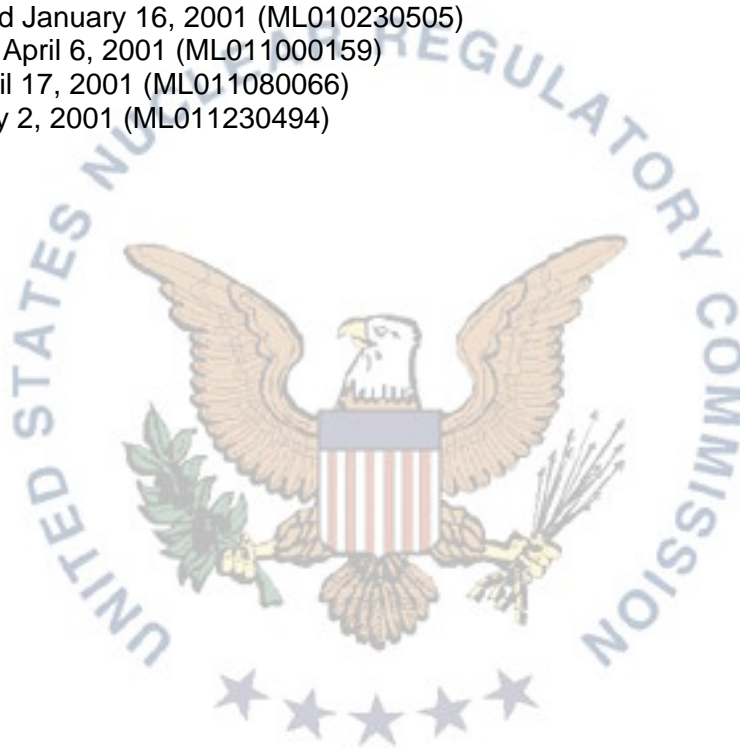 d January 16, 2001 (ML010230505)
April 6, 2001 (ML011000159)
il 17, 2001 (ML011080066)
y 2, 2001 (ML011230494)
UNITED STATES NUCLEAR REGULATORY COMMISSION